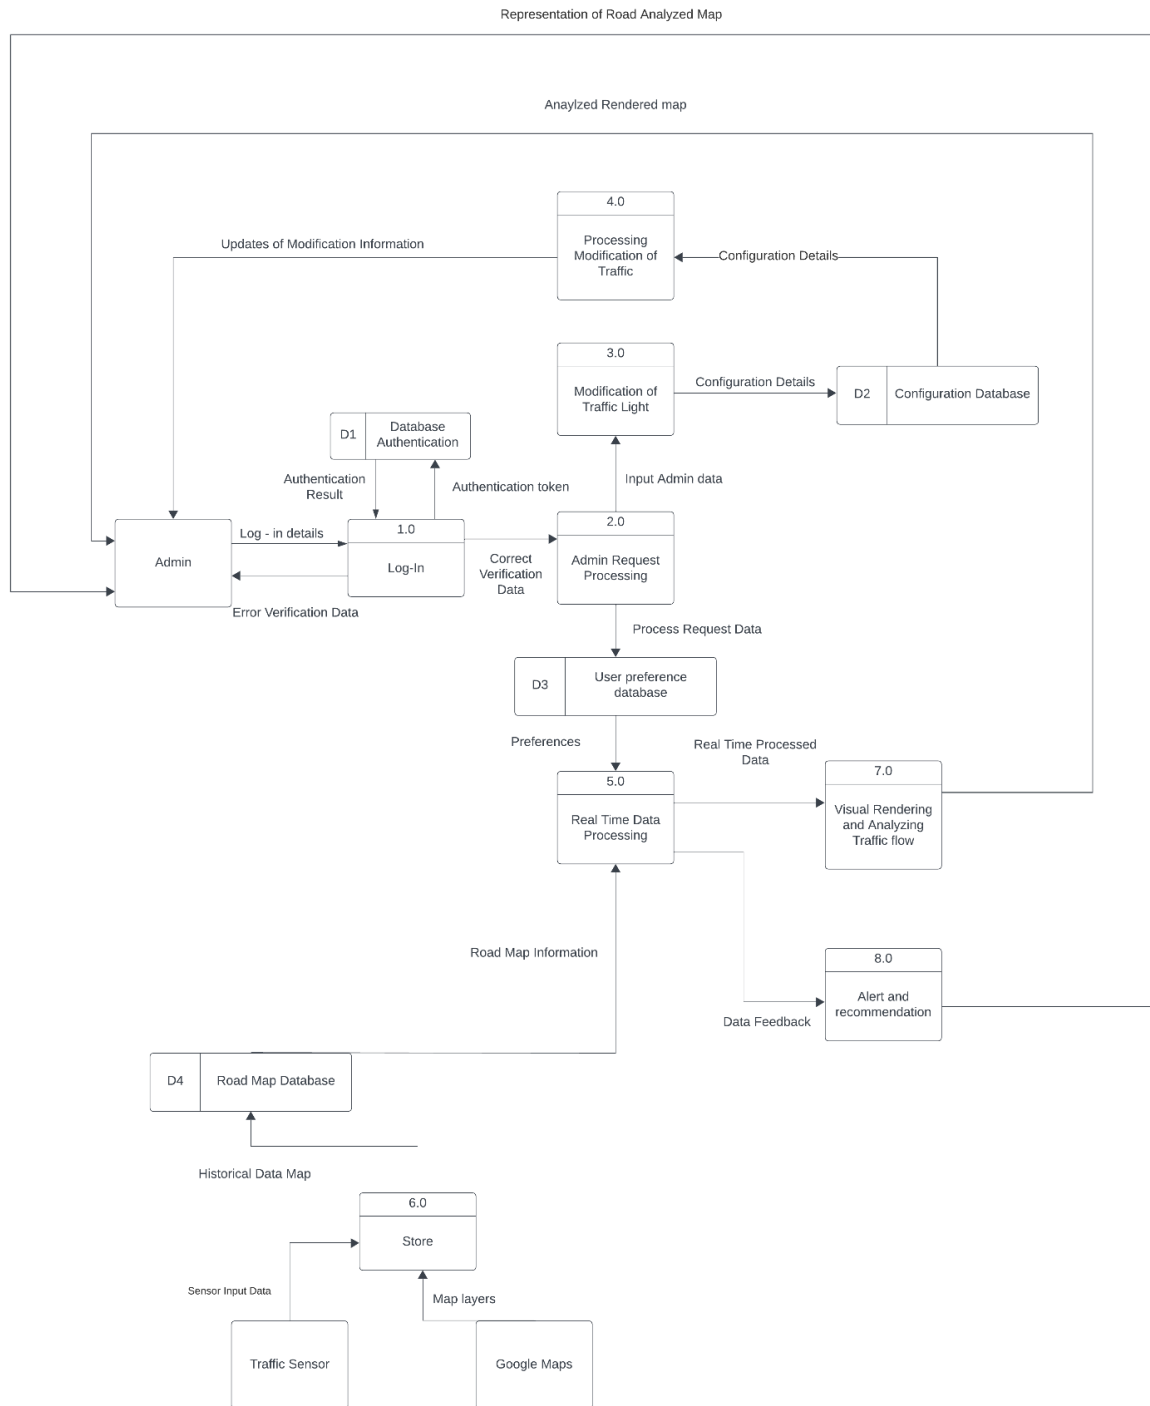 Representation of Road Analyzed Map
Anaylzed Rendered map
4.0
Processing
Modification of
Traffic
Updates of Modification Information
Configuration Details
3.0
Modification of
Traffic Light
Configuration Details
D2
Configuration Database
D1
Database
Authentication
Authentication
Result
Authentication token
Input Admin data
Admin
Log - in details
1.0
Log-In
Correct
Verification
Data
2.0
Admin Request
Processing
Error Verification Data
Process Request Data
D3
User preference
database
Preferences
Real Time Processed
Data
5.0
Real Time Data
Processing
7.0
Visual Rendering
and Analyzing
Traffic flow
Road Map Information
8.0
Alert and
recommendation
Data Feedback
D4
Road Map Database
Historical Data Map
6.0
Store
Sensor Input Data
Map layers
Traffic Sensor
Google Maps